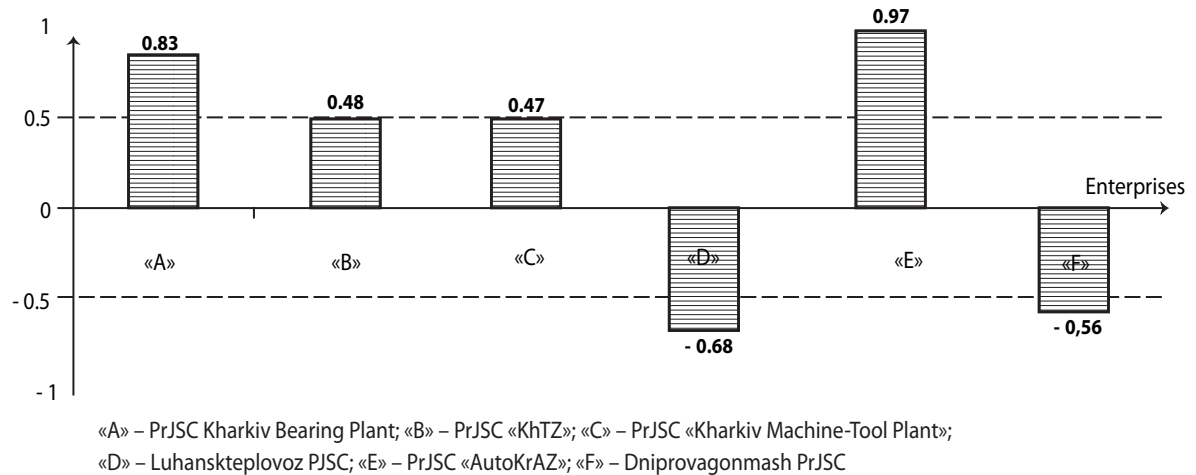 1
0.83
0.97
0.48
0.47
0.5
Enterprises
0
«A»
«B»
«C»
«D»
«E»
«F»
- 0.5
- 0,56
- 0.68
- 1
«A» – PrJSC Kharkiv Bearing Plant; «B» – PrJSC «KhTZ»; «C» – PrJSC «Kharkiv Machine-Tool Plant»;
«D» – Luhanskteplovoz PJSC; «E» – PrJSC «AutoKrAZ»; «F» – Dniprovagonmash PrJSC